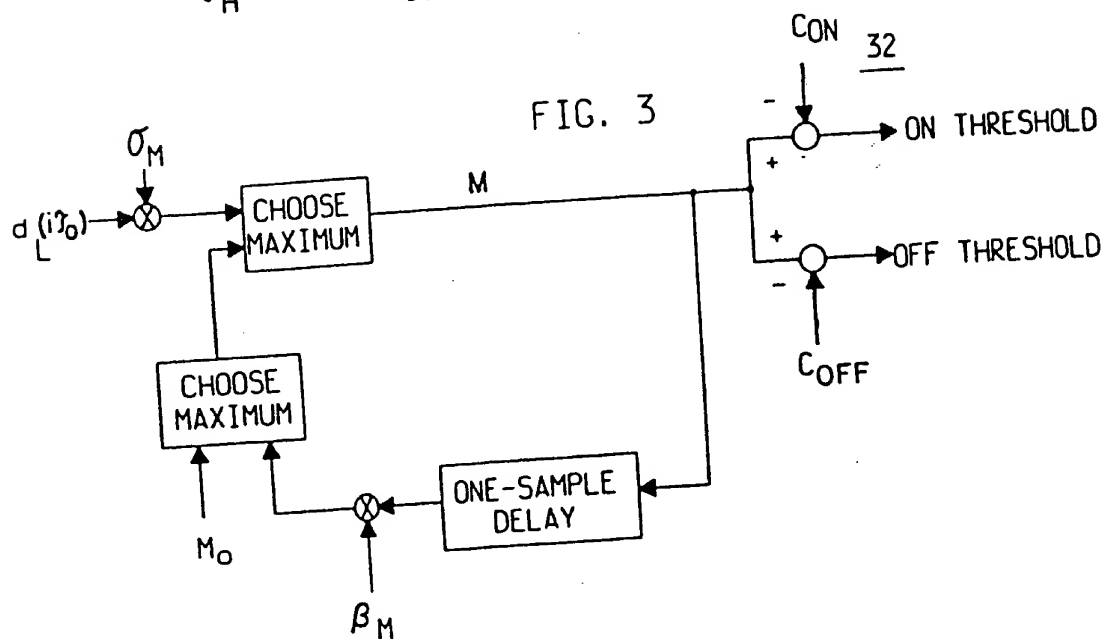 H
FIG. 3
C_ON
32
-
ON THRESHOLD
+
σ_M
M
CHOOSE
MAXIMUM
d_L(iτ_0)
+
OFF THRESHOLD
-
C_OFF
CHOOSE
MAXIMUM
ONE-SAMPLE
DELAY
M_0
β_M